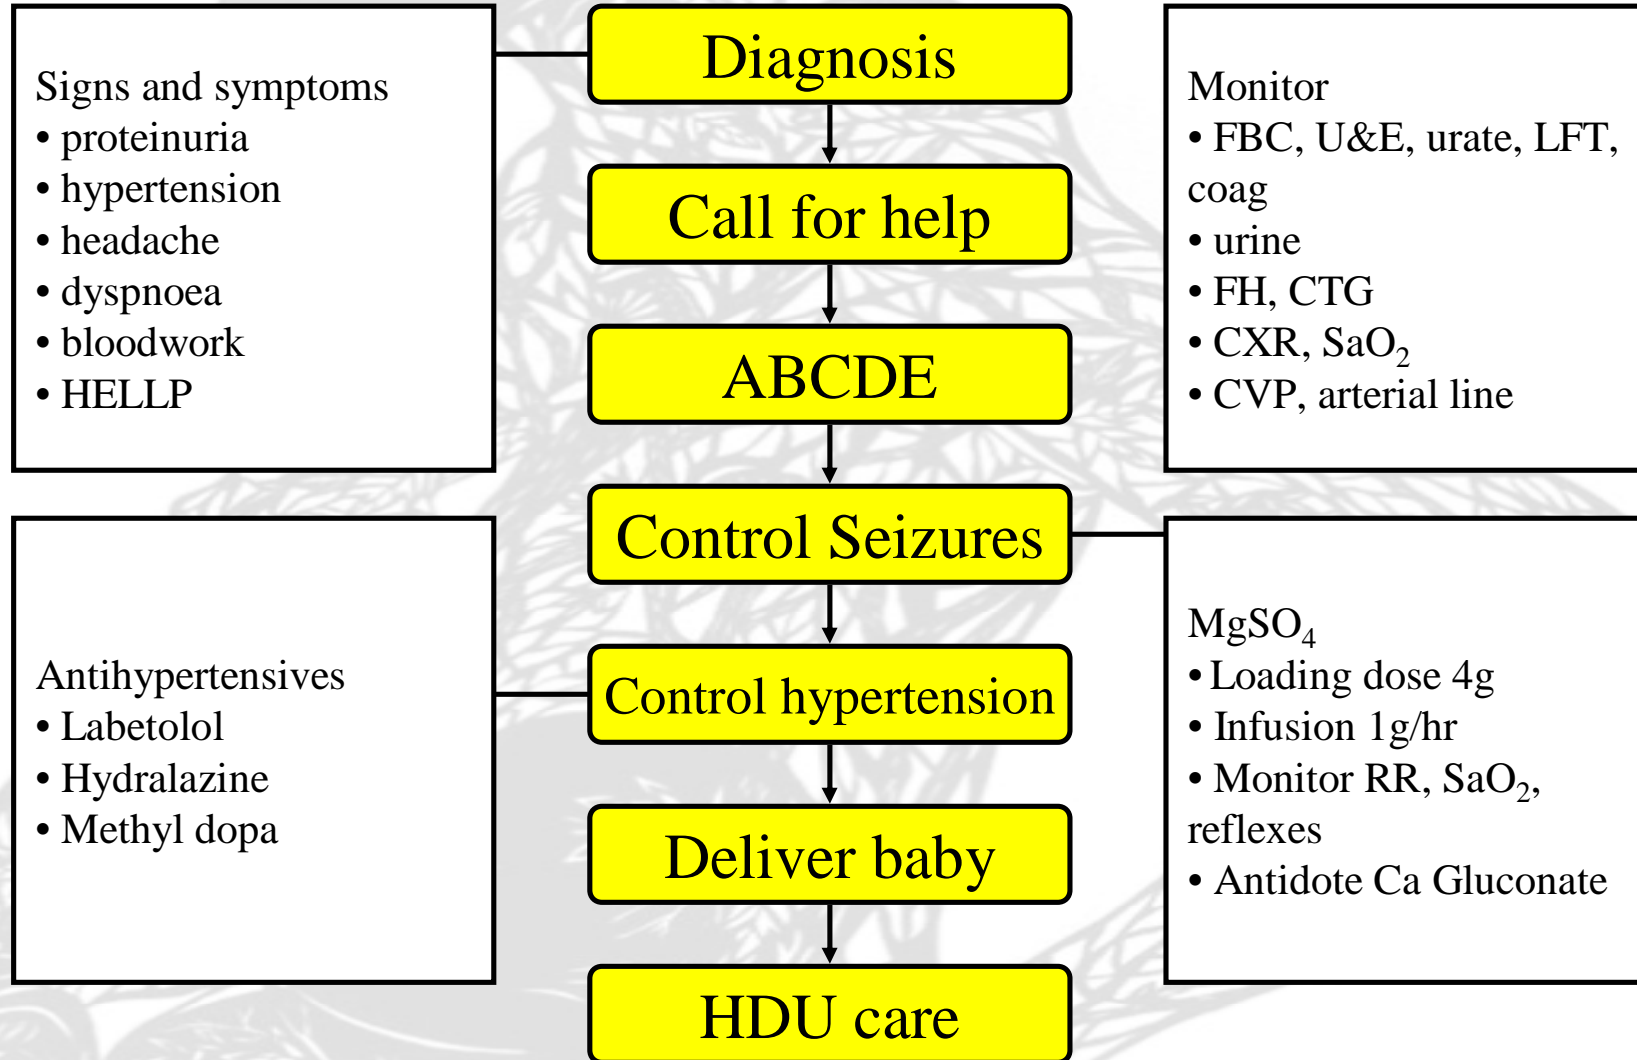 Signs and symptoms
• proteinuria
• hypertension
• headache
• dyspnoea
• bloodwork
• HELLP
Diagnosis
Call for help
ABCDE
Control Seizures
Control hypertension
Deliver baby
HDU care
Monitor
• FBC, U&E, urate, LFT,
coag
• urine
• FH, CTG
• CXR, SaO₂
• CVP, arterial line
Antihypertensives
• Labetolol
• Hydralazine
• Methyl dopa
MgSO₄
• Loading dose 4g
• Infusion 1g/hr
• Monitor RR, SaO₂,
reflexes
• Antidote Ca Gluconate